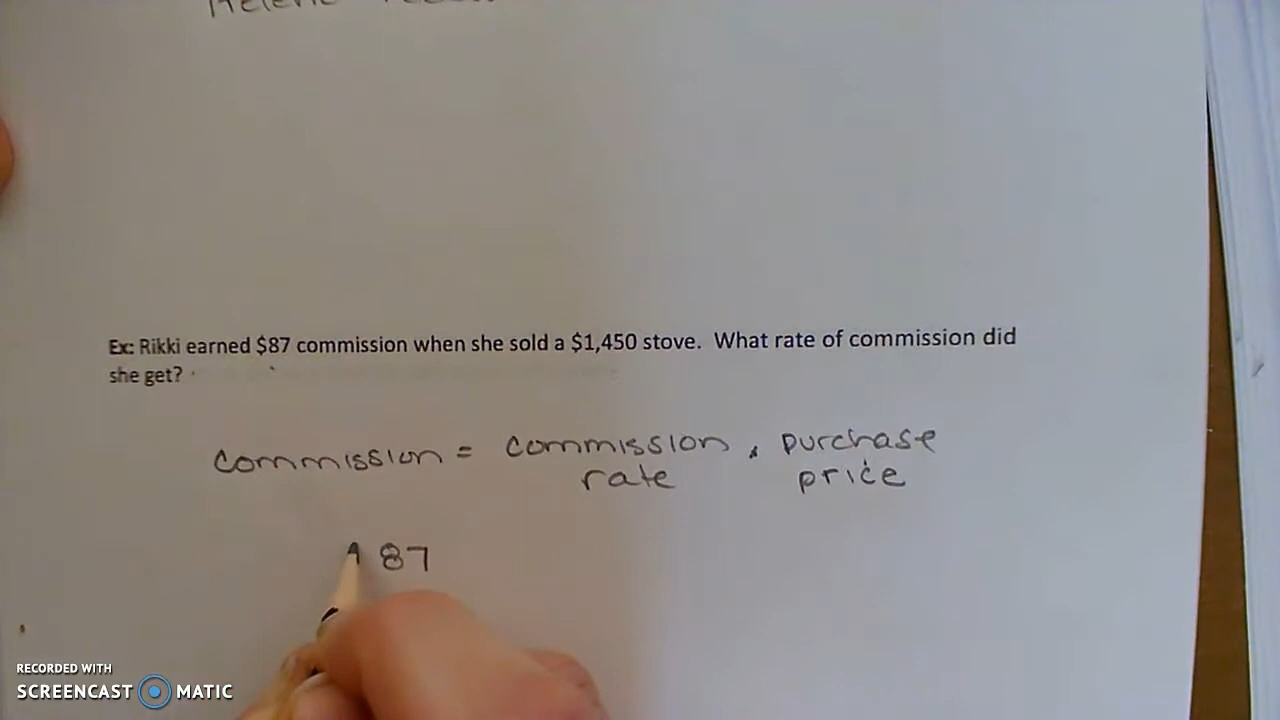 Ex: Rikki earned $87 commission when she sold a $1,450 stove. What rate of commission did
she get?
commission = commission . purchase
rate price
87
RECORDED WITH
SCREENCAST MATIC